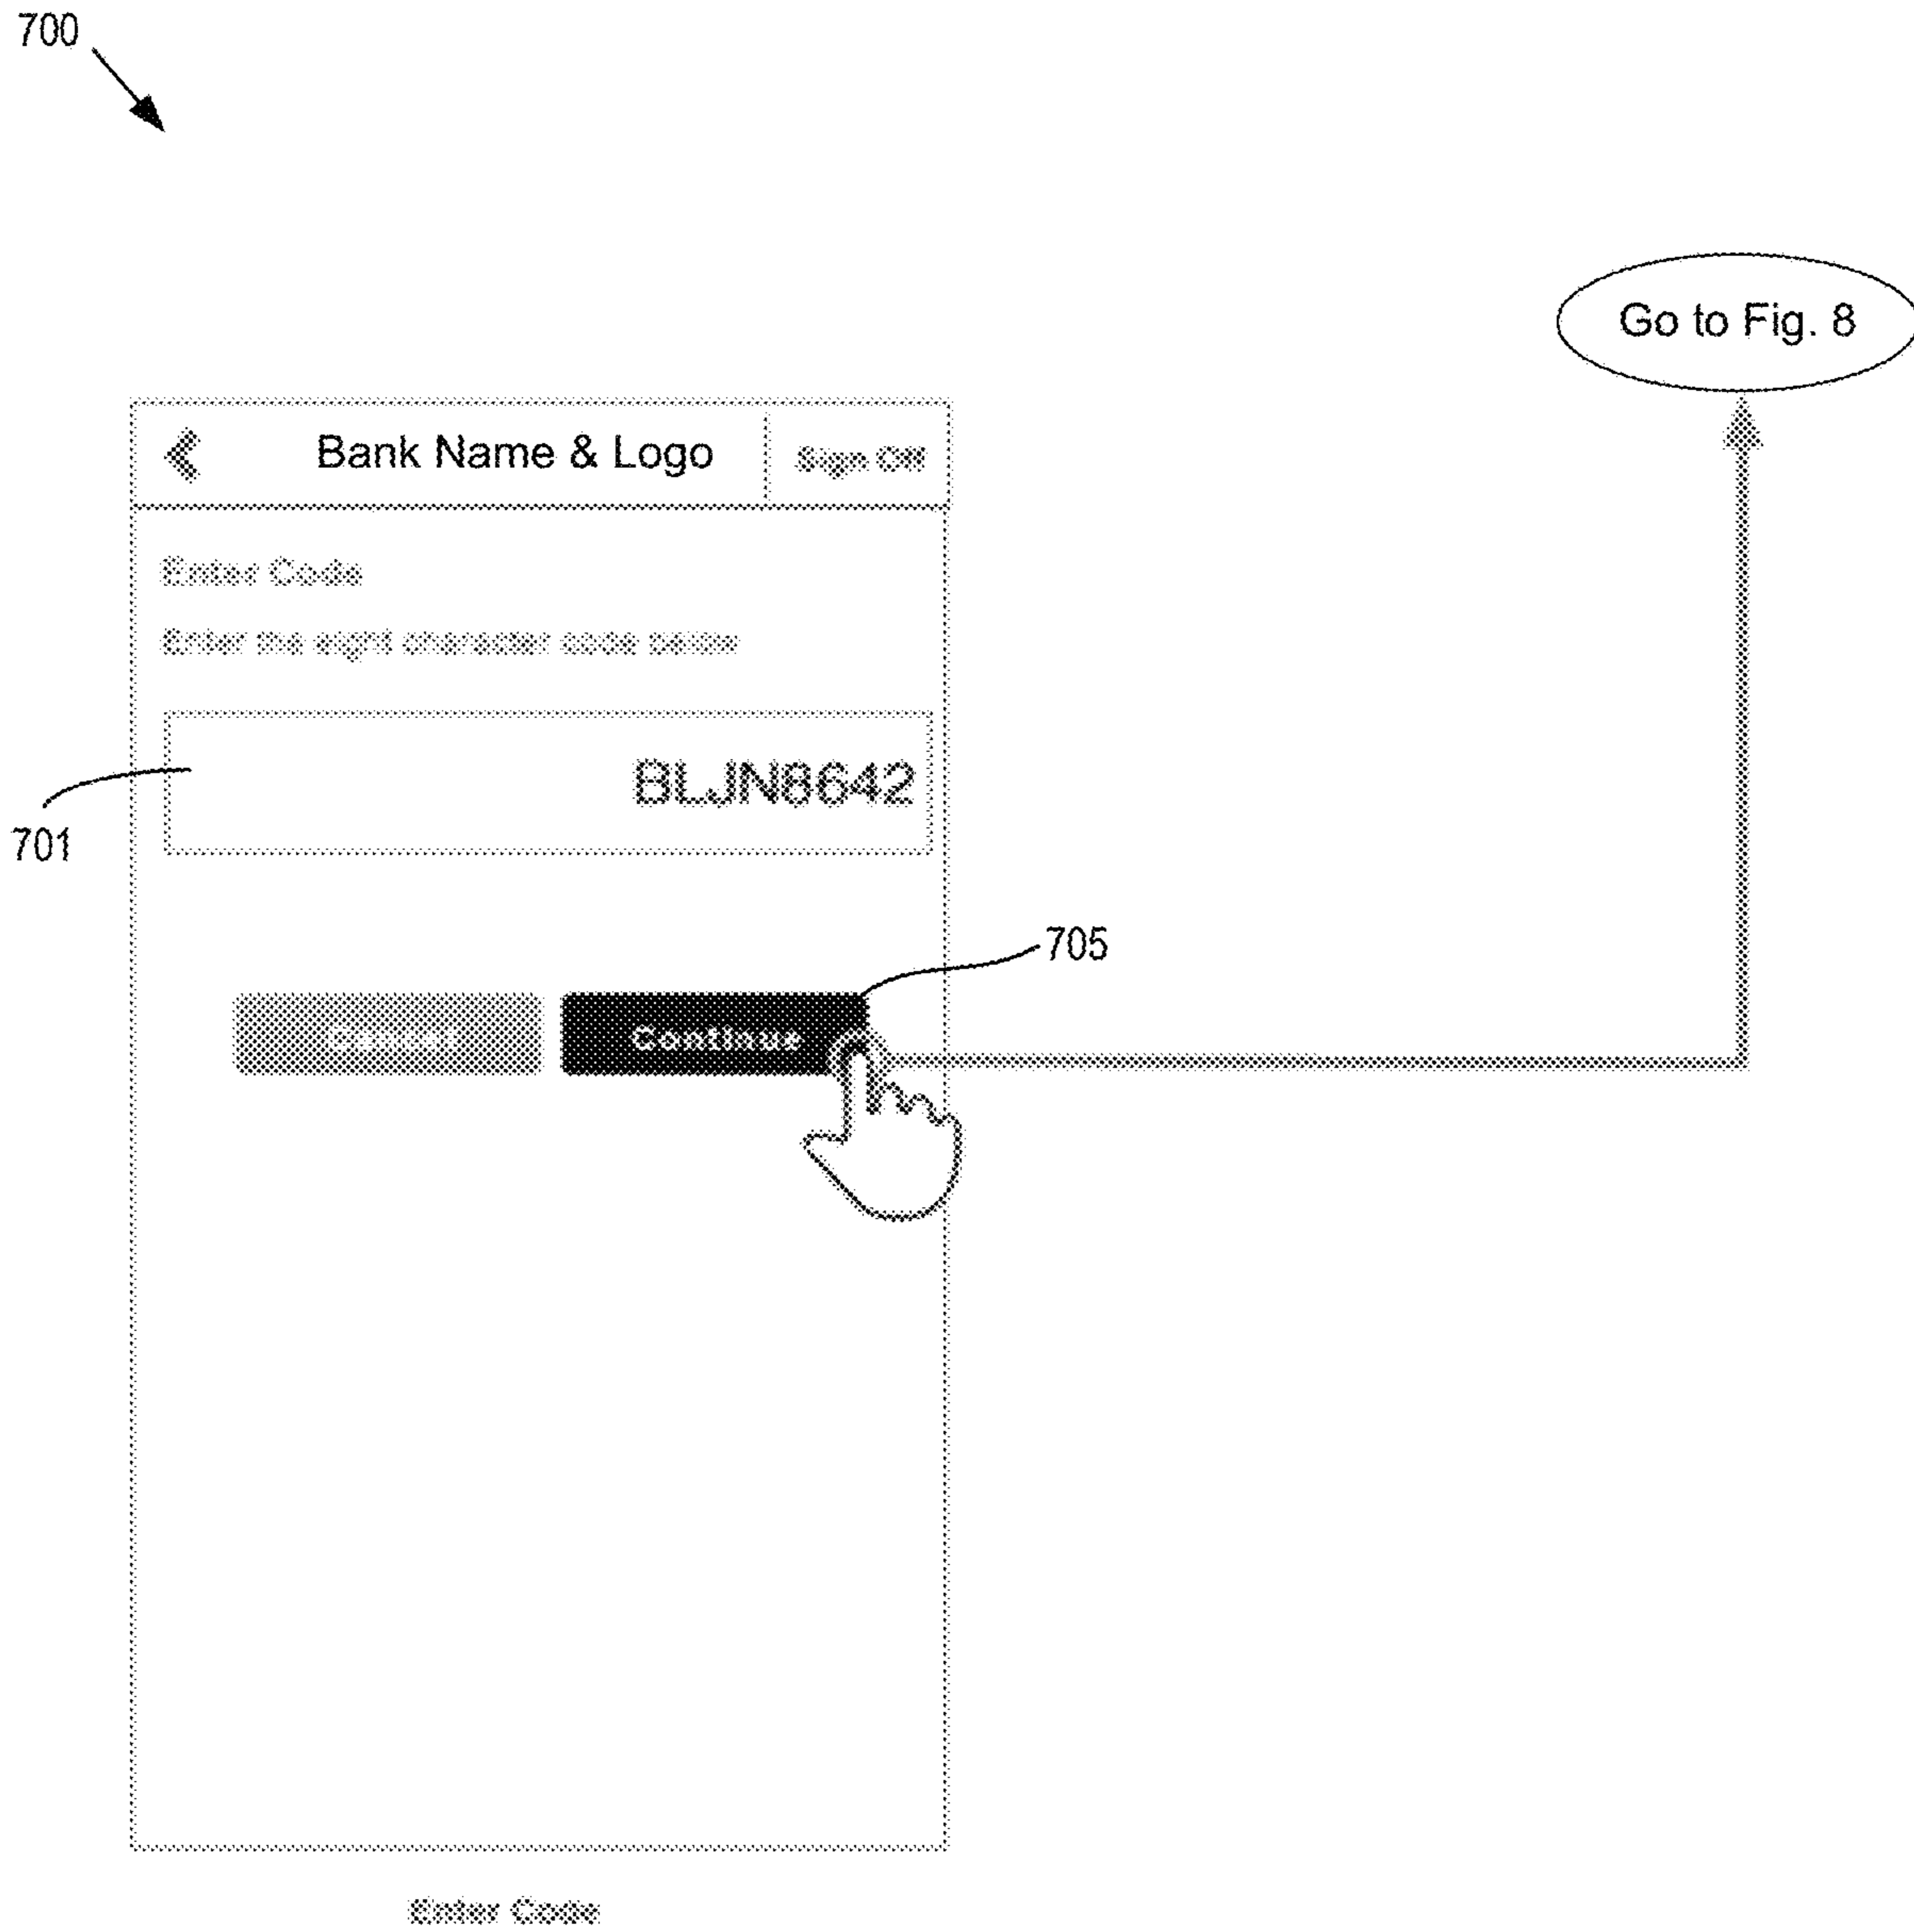 700
Go to Fig. 8
Bank Name & Logo
Sign Off
Enter Code
Enter the eight character code below
BLJN8642
701
705
Cancel
Continue
Enter Code